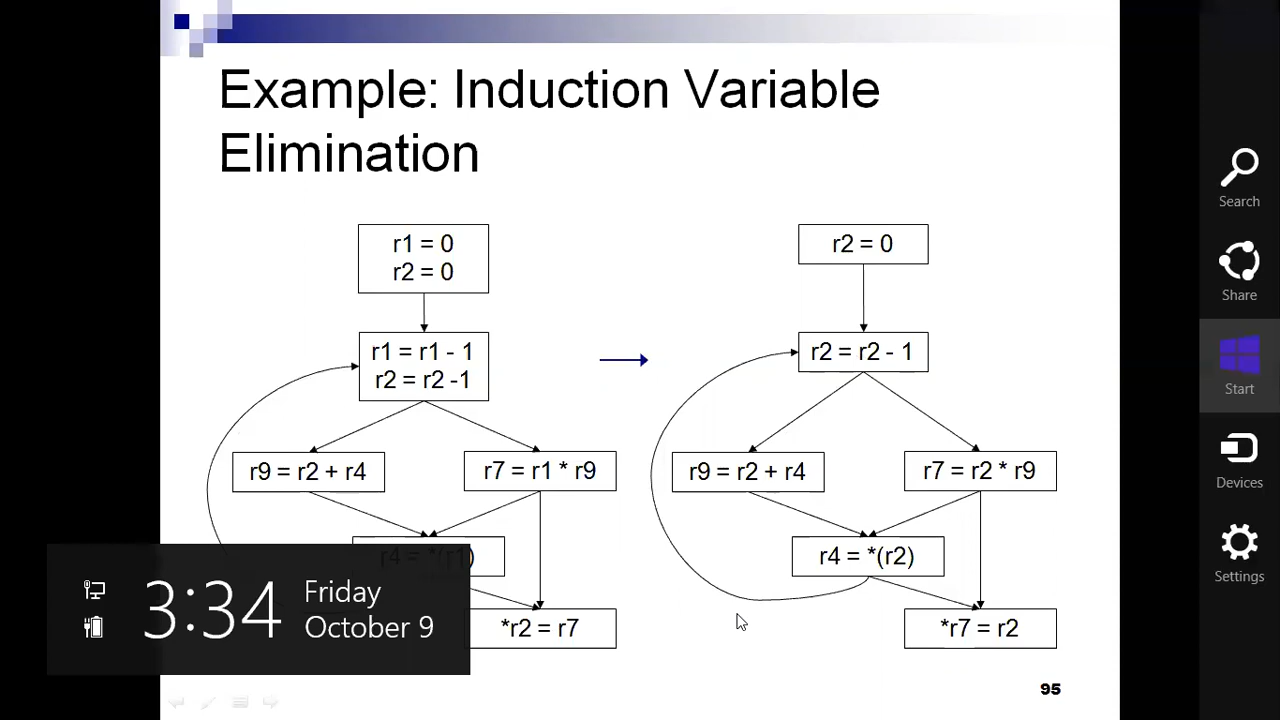 Example: Induction Variable
Elimination
r1 = 0
r2 = 0
r1 = r1 - 1
r2 = r2 -1
r9 = r2 + r4
r7 = r1 * r9
r4 = *(r1)
*r2 = r7
r2 = 0
r2 = r2 - 1
r9 = r2 + r4
r7 = r2 * r9
r4 = *(r2)
*r7 = r2
95
3:34
Friday
October 9
Search
Share
Start
Devices
Settings